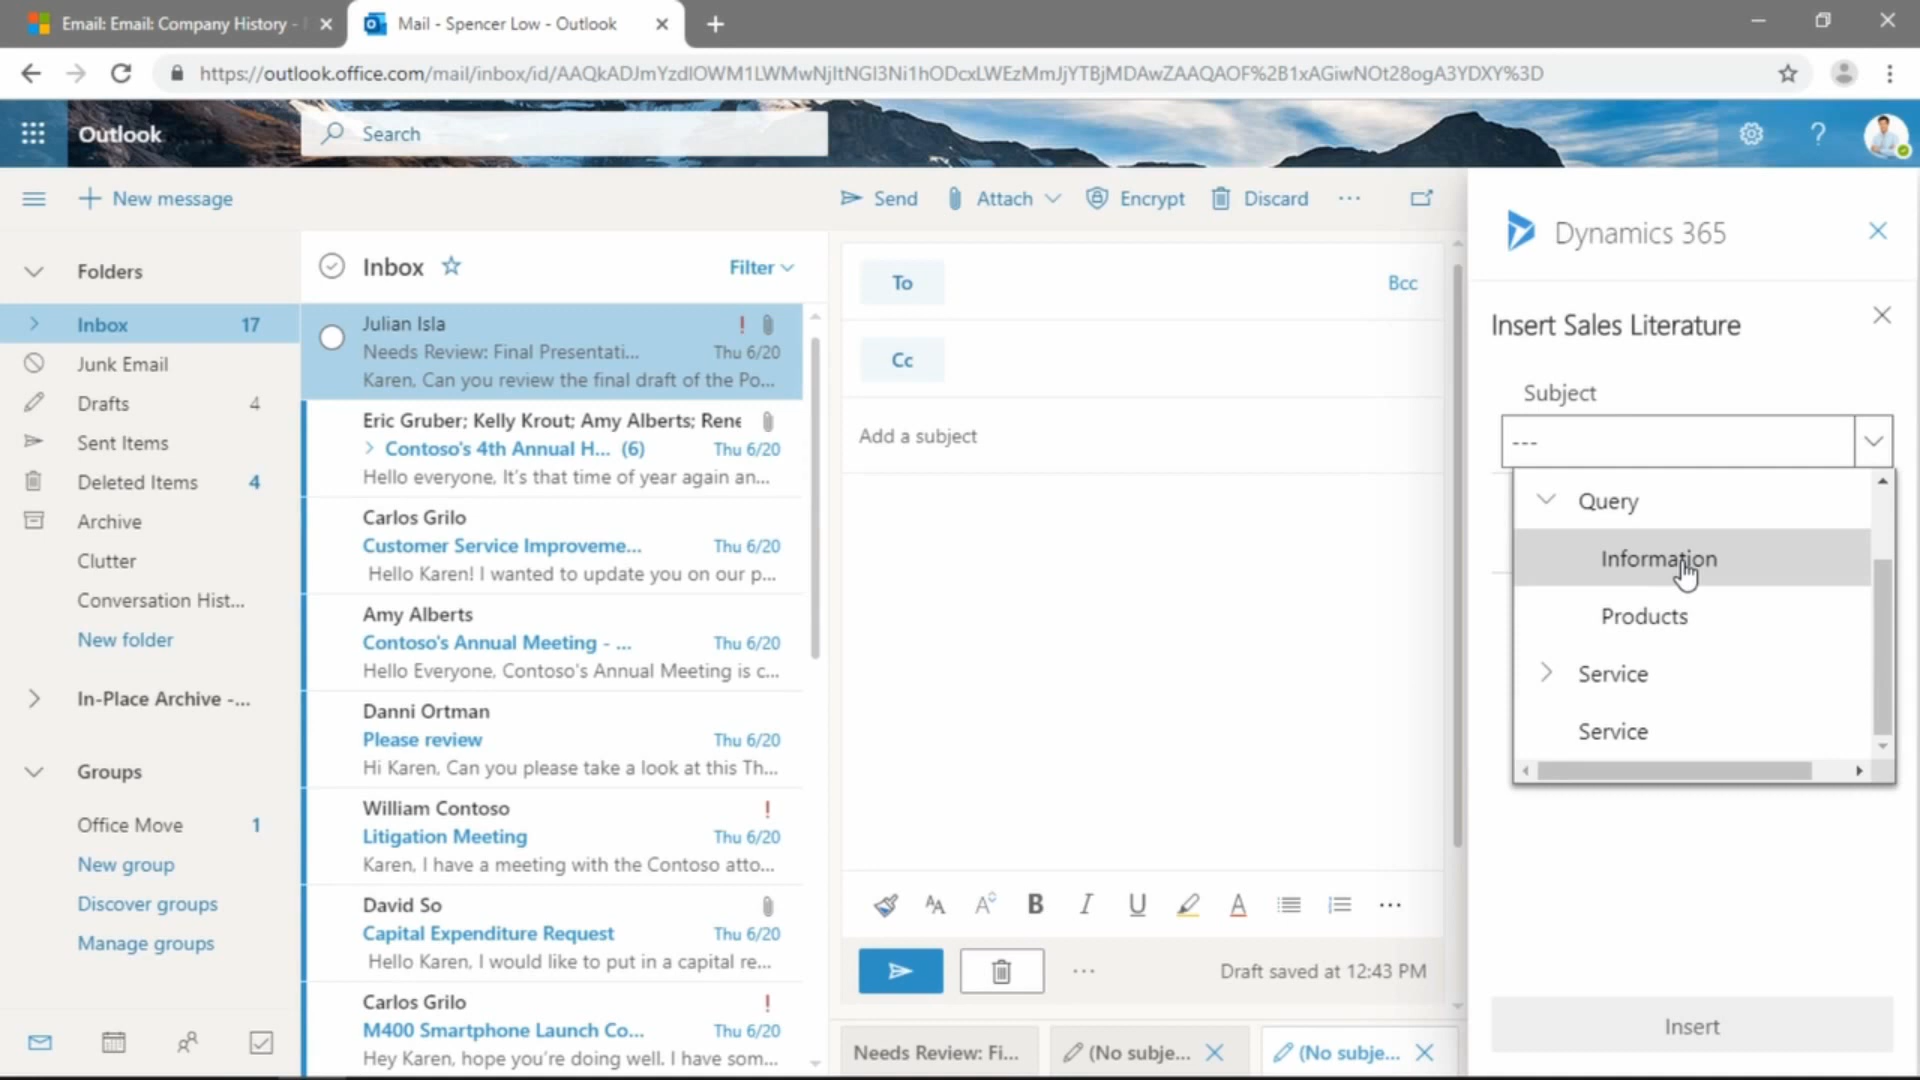 Email: Email: Company History -
Mail - Spencer Low - Outlook
https://outlook.office.com/mail/inbox/id/AAQkADJmYzdlOWM1LWMwNjItNGI3Ni1hODcxLWEzMmJjYTBjMDAwZAAQAOF%2B1xAGiwNOt28ogA3YDXY%3D
Outlook
Search
New message
Send
Attach
Encrypt
Discard
Folders
Inbox 17
Junk Email
Drafts 4
Sent Items
Deleted Items 4
Archive
Clutter
Conversation Hist...
New folder
In-Place Archive -...
Groups
Office Move 1
New group
Discover groups
Manage groups
Inbox
Filter
Julian Isla !
Needs Review: Final Presentati... Thu 6/20
Karen, Can you review the final draft of the Po...
Eric Gruber; Kelly Krout; Amy Alberts; Rene
Contoso's 4th Annual H... (6) Thu 6/20
Hello everyone, It's that time of year again an...
Carlos Grilo
Customer Service Improveme... Thu 6/20
Hello Karen! I wanted to update you on our p...
Amy Alberts
Contoso's Annual Meeting - ... Thu 6/20
Hello Everyone, Contoso's Annual Meeting is c...
Danni Ortman
Please review Thu 6/20
Hi Karen, Can you please take a look at this Th...
William Contoso !
Litigation Meeting Thu 6/20
Karen, I have a meeting with the Contoso atto...
David So
Capital Expenditure Request Thu 6/20
Hello Karen, I would like to put in a capital re...
Carlos Grilo !
M400 Smartphone Launch Co... Thu 6/20
Hey Karen, hope you're doing well. I have som...
To
Bcc
Cc
Add a subject
B I U A
Draft saved at 12:43 PM
Needs Review: Fi...
(No subje...
(No subje...
Dynamics 365
Insert Sales Literature
Subject
---
Query
Information
Products
Service
Service
Insert